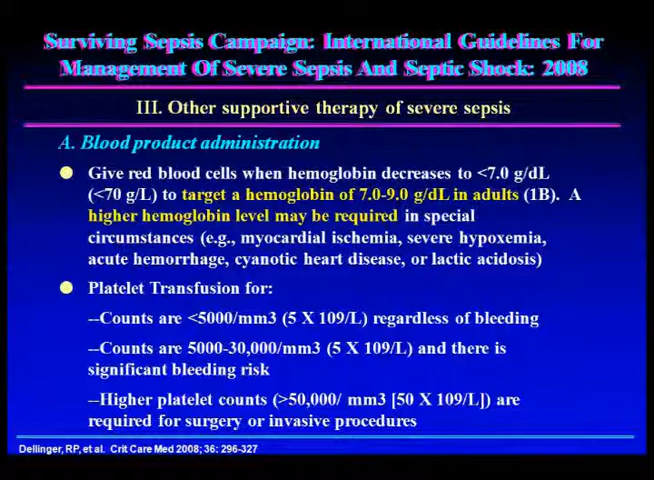 Surviving Sepsis Campaign: International Guidelines For
Management Of Severe Sepsis And Septic Shock: 2008
III. Other supportive therapy of severe sepsis
A. Blood product administration
Give red blood cells when hemoglobin decreases to <7.0 g/dL
(<70 g/L) to target a hemoglobin of 7.0-9.0 g/dL in adults (1B). A
higher hemoglobin level may be required in special
circumstances (e.g., myocardial ischemia, severe hypoxemia,
acute hemorrhage, cyanotic heart disease, or lactic acidosis)
Platelet Transfusion for:
--Counts are <5000/mm3 (5 X 109/L) regardless of bleeding
--Counts are 5000-30,000/mm3 (5 X 109/L) and there is
significant bleeding risk
--Higher platelet counts (>50,000/ mm3 [50 X 109/L]) are
required for surgery or invasive procedures
Dellinger, RP, et al. Crit Care Med 2008; 36: 296-327